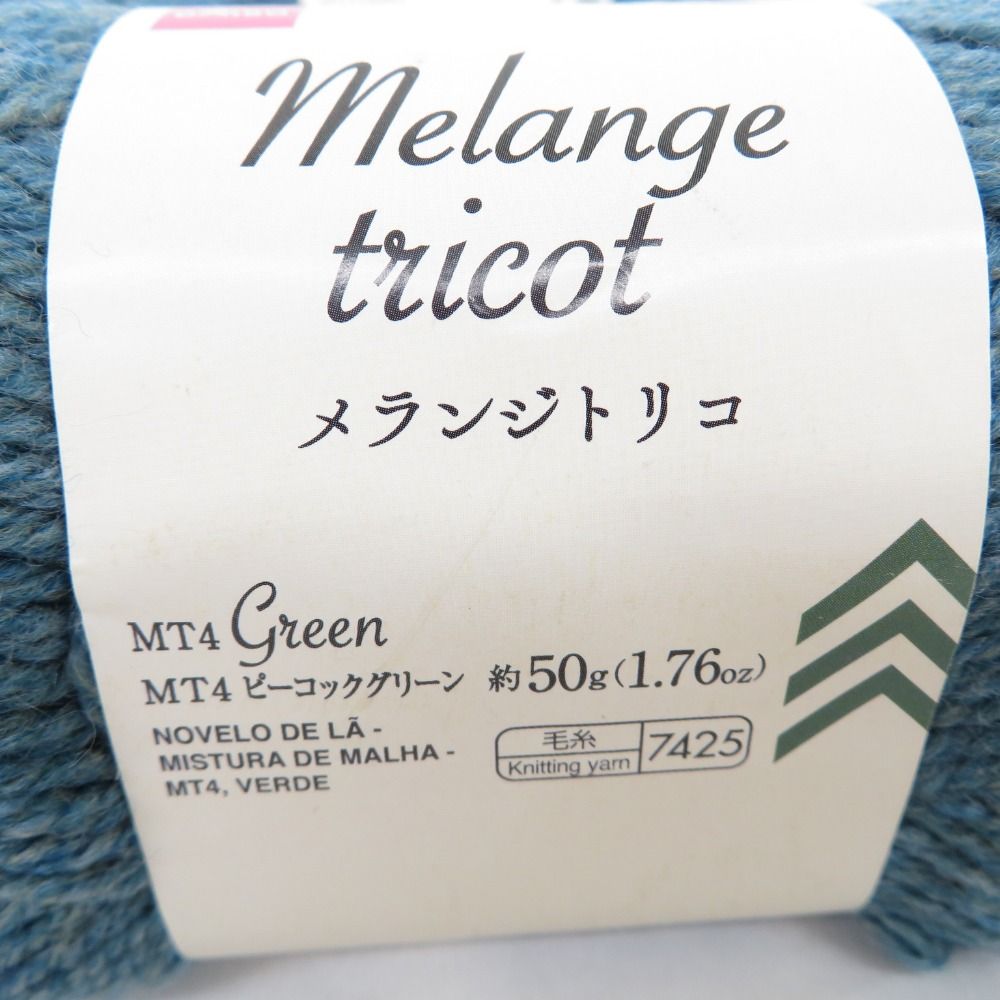 Melange
tricot
メランジトリコ
MT4 Green
MT4 ピーコックグリーン 約50g(1.76oz)
NOVELO DE LÃ -
MISTURA DE MALHA -
MT4, VERDE
毛糸
Knitting yarn
7425